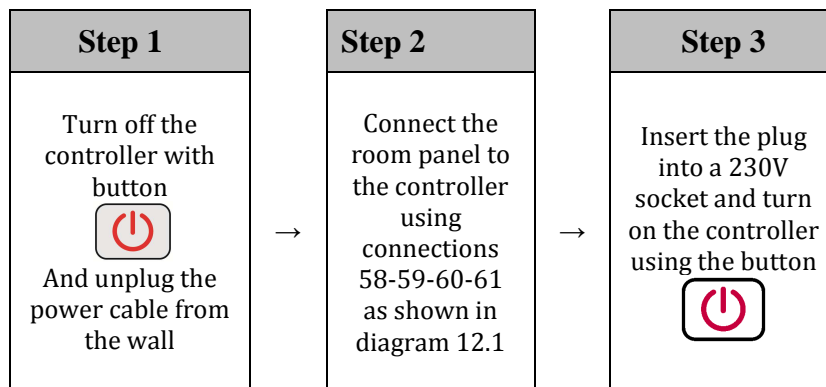 Step 1
Turn off the
controller with
button
And unplug the
power cable from
the wall
→
Step 2
Connect the
room panel to
the controller
using
connections
58-59-60-61
as shown in
diagram 12.1
→
Step 3
Insert the plug
into a 230V
socket and turn
on the controller
using the button